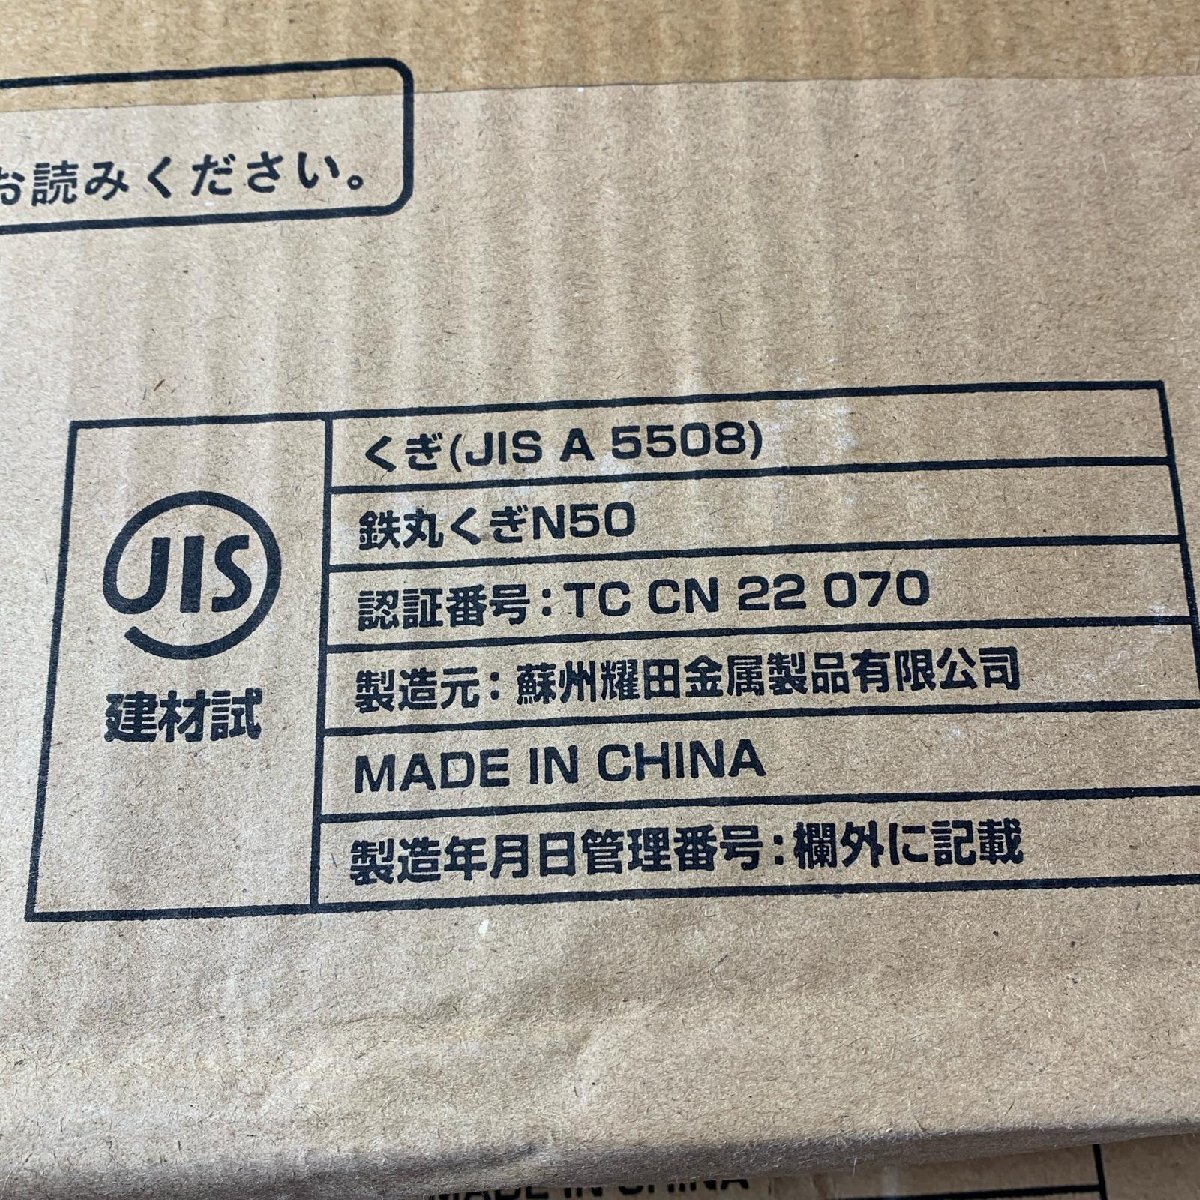 お読みください。
くぎ(JIS A 5508)
鉄丸くぎN50
JIS
認証番号:TC CN 22 070
建材試
製造元:蘇州耀田金属製品有限公司
MADE IN CHINA
製造年月日管理番号:欄外に記載
MADE IN CHINA